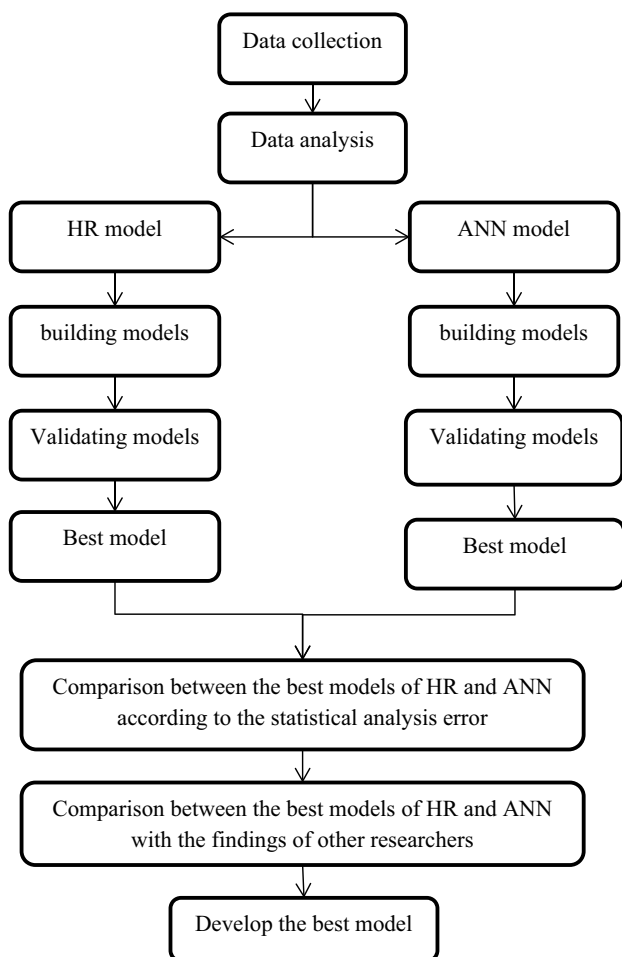 Data collection
Data analysis
HR model
ANN model
building models
building models
Validating models
Validating models
Best model
Best model
Comparison between the best models of HR and ANN
according to the statistical analysis error
Comparison between the best models of HR and ANN
with the findings of other researchers
Develop the best model